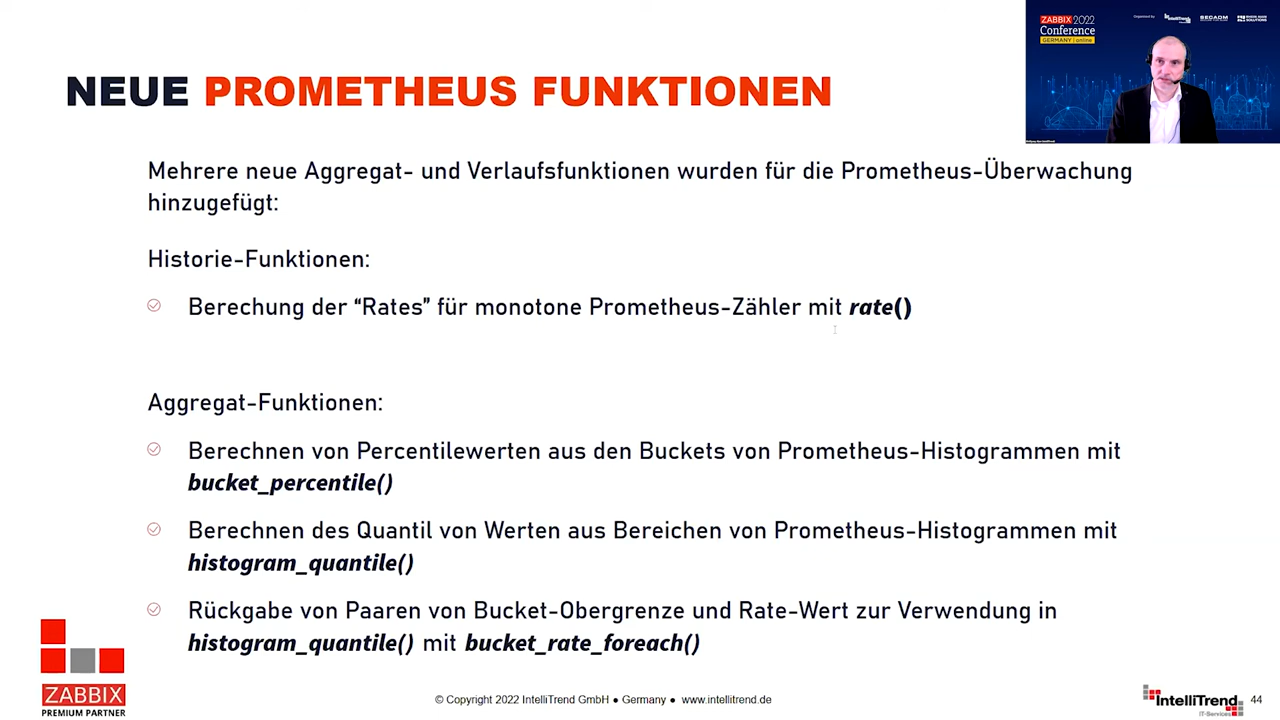 NEUE PROMETHEUS FUNKTIONEN
ZABBIX 2022
Conference
GERMANY | online
Organised by
IntelliTrend
SECADM
Mehrere neue Aggregat- und Verlaufsfunktionen wurden für die Prometheus-Überwachung
hinzugefügt:
Historie-Funktionen:
Berechung der “Rates” für monotone Prometheus-Zähler mit rate()
Aggregat-Funktionen:
Berechnen von Percentilewerten aus den Buckets von Prometheus-Histogrammen mit
bucket_percentile()
Berechnen des Quantil von Werten aus Bereichen von Prometheus-Histogrammen mit
histogram_quantile()
Rückgabe von Paaren von Bucket-Obergrenze und Rate-Wert zur Verwendung in
histogram_quantile() mit bucket_rate_foreach()
ZABBIX
PREMIUM PARTNER
© Copyright 2022 IntelliTrend GmbH ● Germany ● www.intellitrend.de
IntelliTrend
IT-Services
44